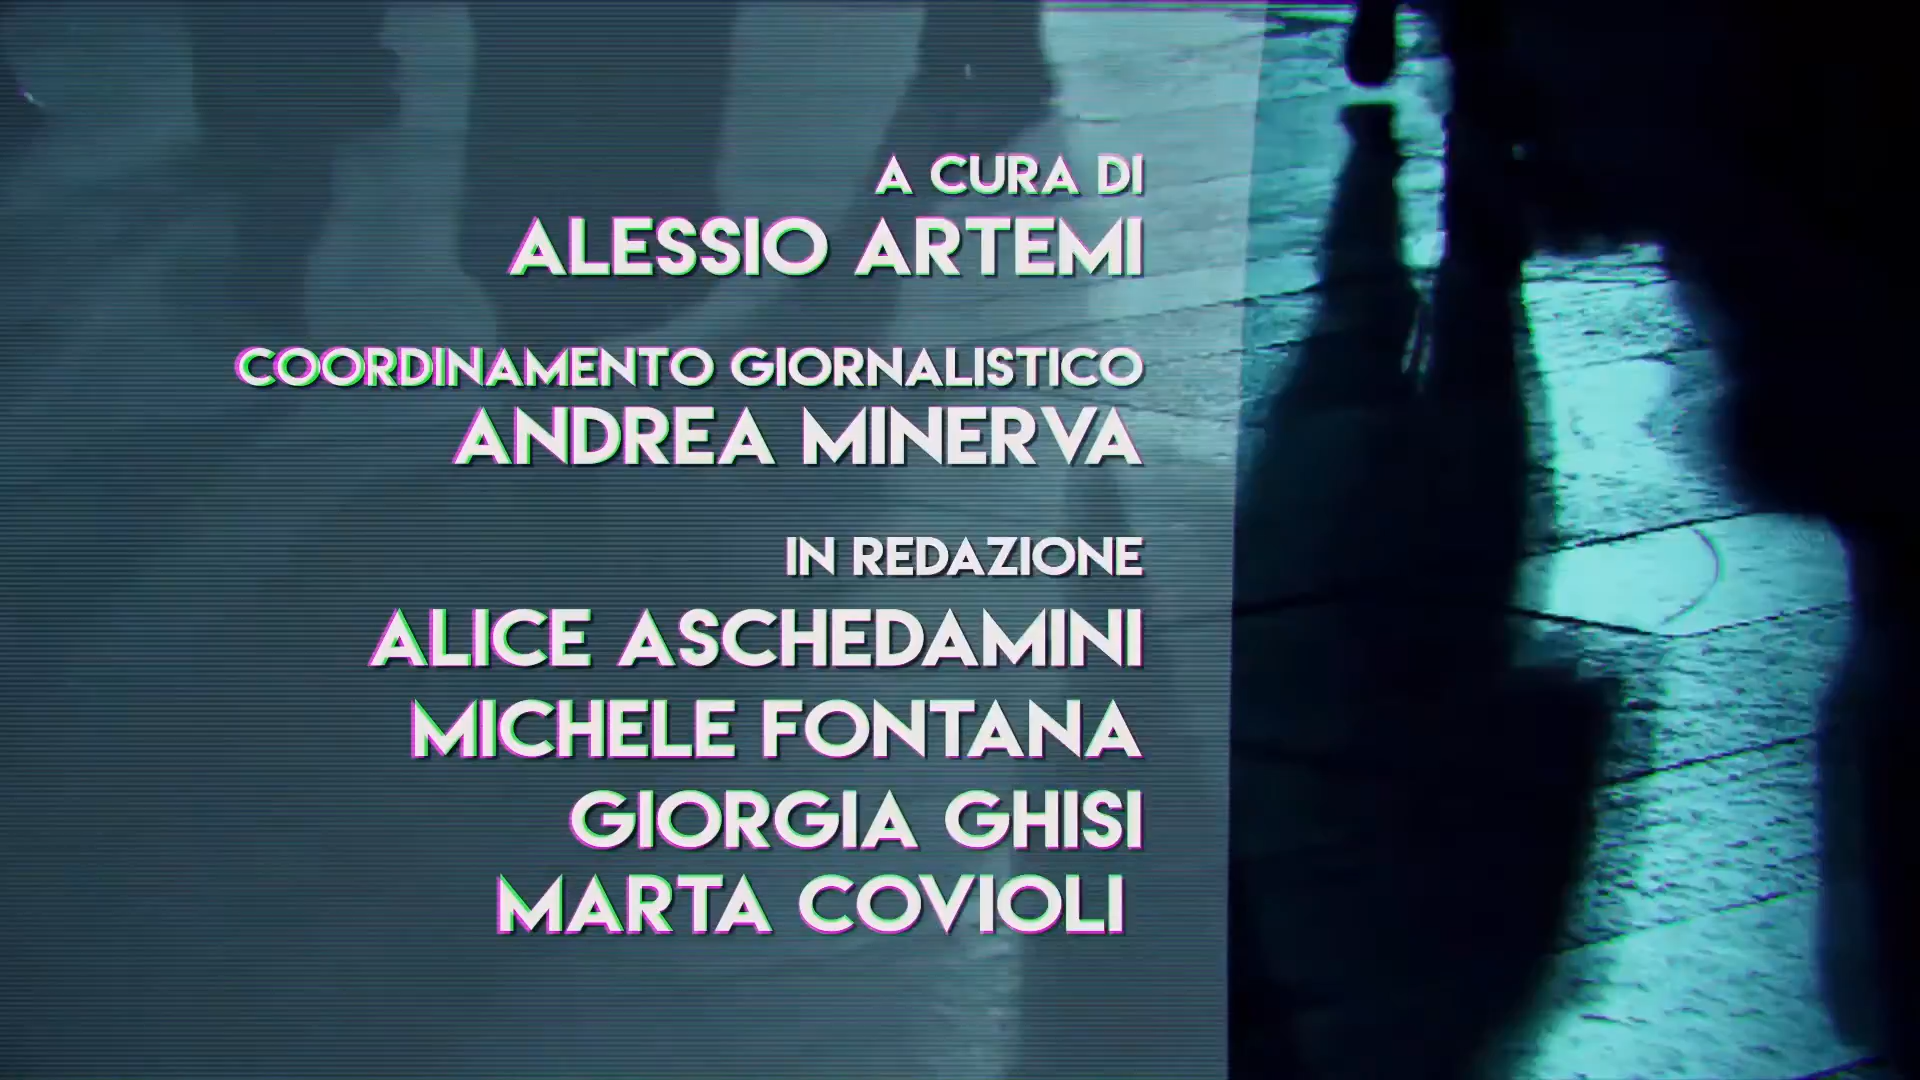 A CURA DI
ALESSIO ARTEMI
COORDINAMENTO GIORNALISTICO
ANDREA MINERVA
IN REDAZIONE
ALICE ASCHEDAMINI
MICHELE FONTANA
GIORGIA GHISI
MARTA COVIOLI